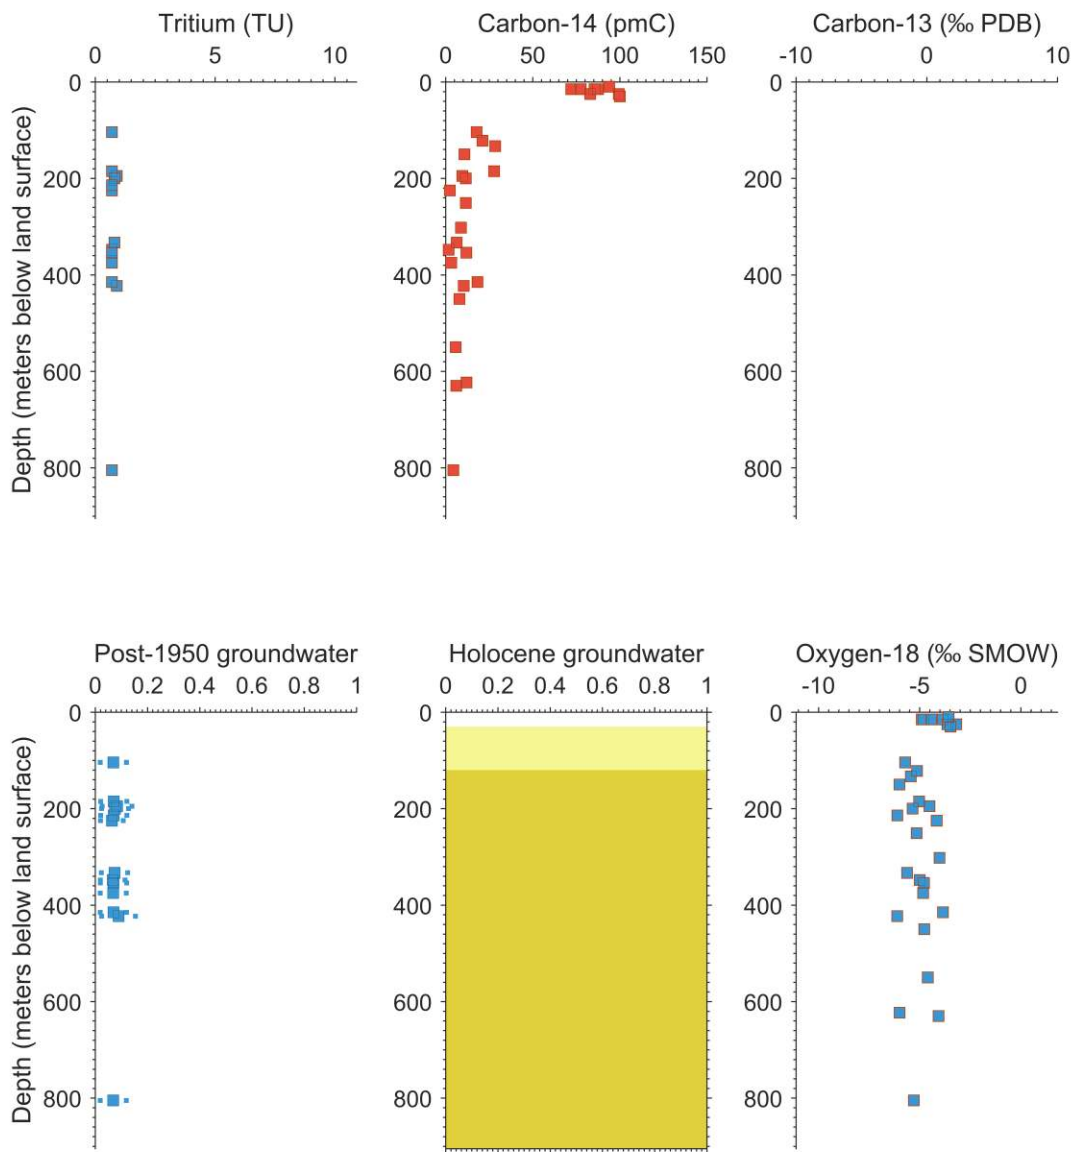 Tritium (TU) Carbon-14 (pmC) Carbon-13 (‰ PDB)
0 5 10 0 50 100 150 -10 0 10
0 0 0
200 200 200
400 400 400
600 600 600
800 800 800
Depth (meters below land surface)
Post-1950 groundwater Holocene groundwater Oxygen-18 (‰ SMOW)
0 0.2 0.4 0.6 0.8 1 0 0.2 0.4 0.6 0.8 1 -10 -5 0
0 0 0
200 200 200
400 400 400
600 600 600
800 800 800
Depth (meters below land surface)